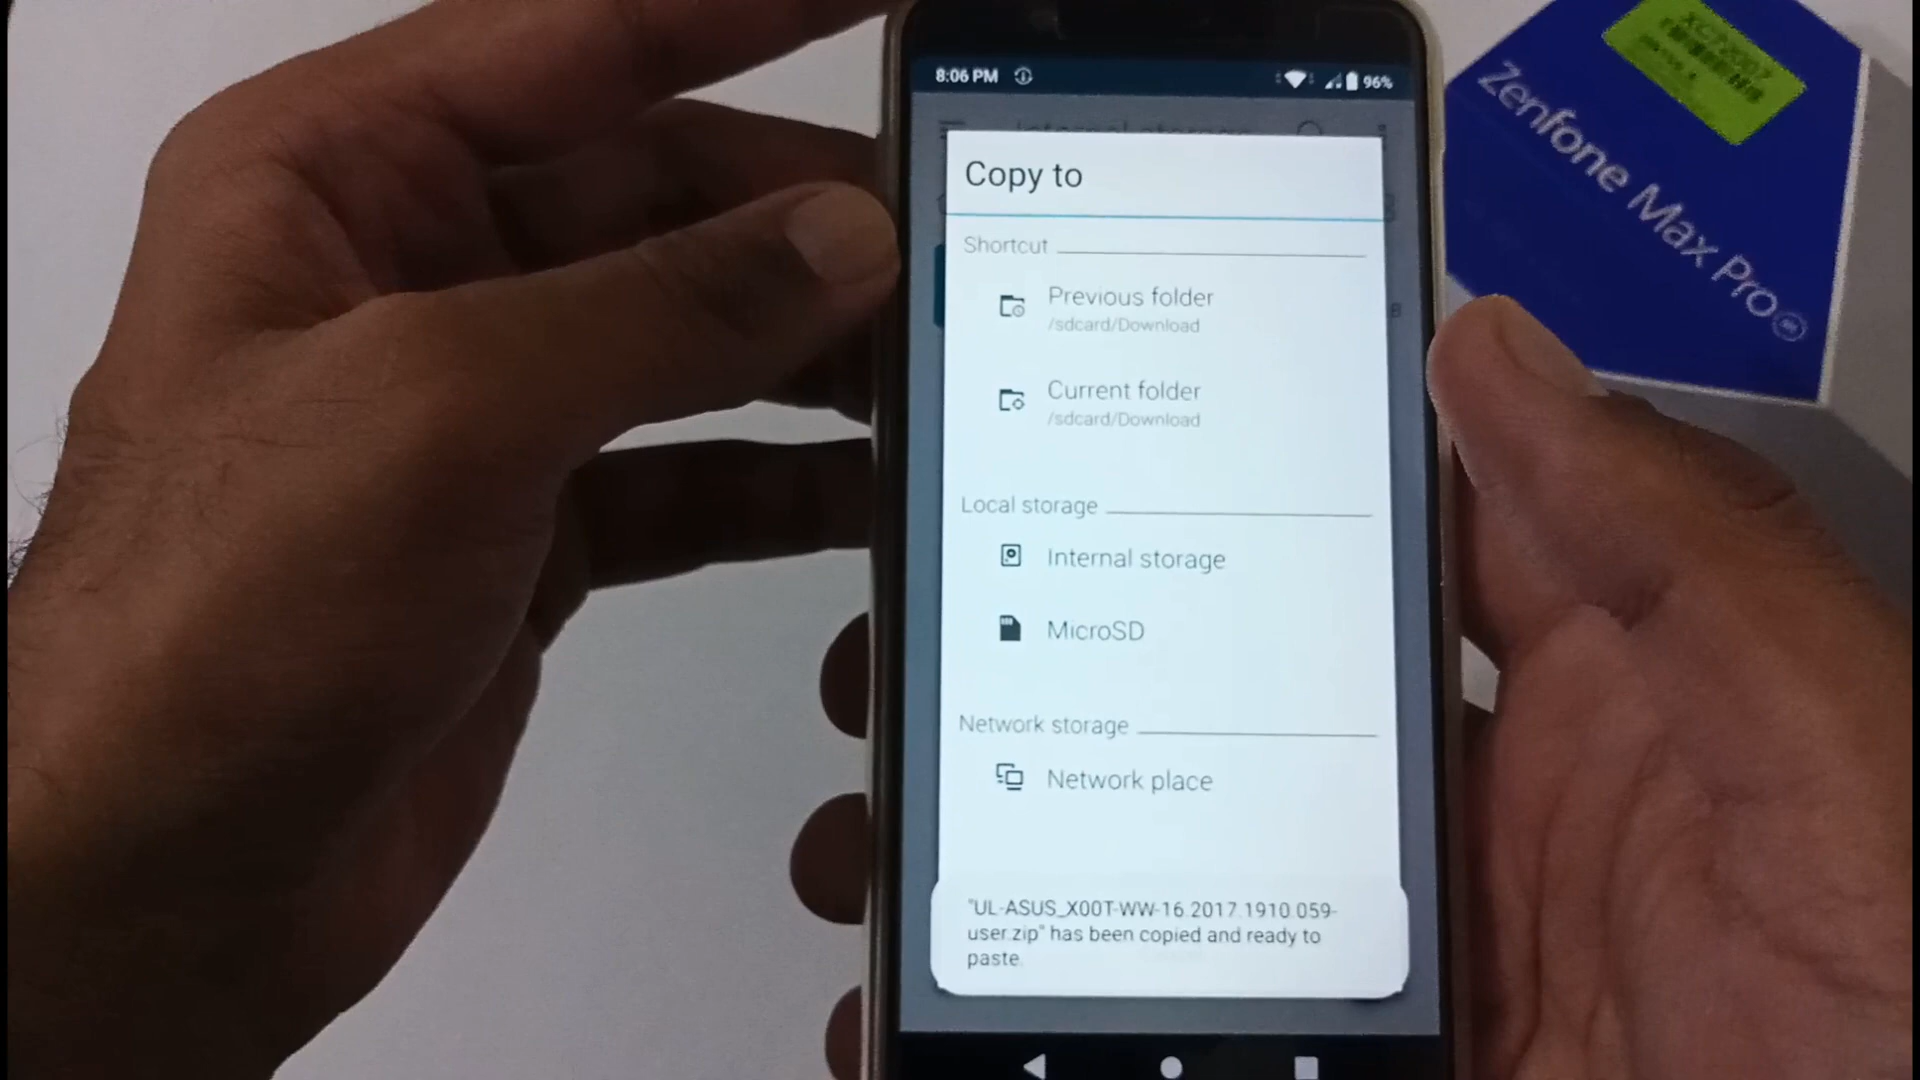 8:06 PM
96%
Copy to
Shortcut
Previous folder
/sdcard/Download
Current folder
/sdcard/Download
Local storage
Internal storage
MicroSD
Network storage
Network place
"UL-ASUS_X00T-WW-16.2017.1910.059-
user.zip" has been copied and ready to
paste.
Zenfone Max Pro